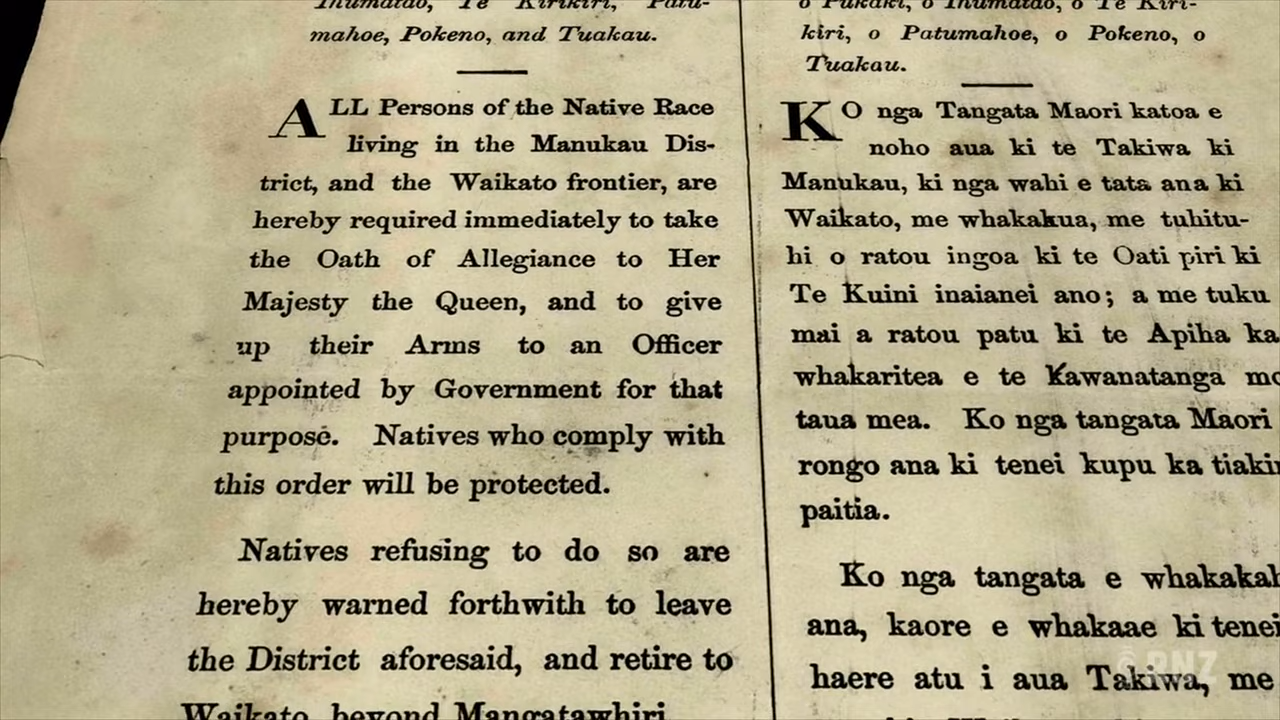 Ihumatao, Te Kirikiri, Patu-
mahoe, Pokeno, and Tuakau.
ALL Persons of the Native Race
living in the Manukau Dis-
trict, and the Waikato frontier, are
hereby required immediately to take
the Oath of Allegiance to Her
Majesty the Queen, and to give
up their Arms to an Officer
appointed by Government for that
purpose. Natives who comply with
this order will be protected.
Natives refusing to do so are
hereby warned forthwith to leave
the District aforesaid, and retire to
Waikato beyond Mangatawhiri
o Pukaki, o Ihumatao, o Te Kiri-
kiri, o Patumahoe, o Pokeno, o
Tuakau.
KO nga Tangata Maori katoa e
noho aua ki te Takiwa ki
Manukau, ki nga wahi e tata ana ki
Waikato, me whakakua, me tuhitu-
hi o ratou ingoa ki te Oati piri ki
Te Kuini inaianei ano; a me tuku
mai a ratou patu ki te Apiha ka
whakaritea e te Kawanatanga
taua mea. Ko nga tangata Maori
rongo ana ki tenei kupu ka
paitia.
Ko nga tangata e
ana, kaore e whakaae ki tenei
haere atu i aua Takiwa, me
RNZ